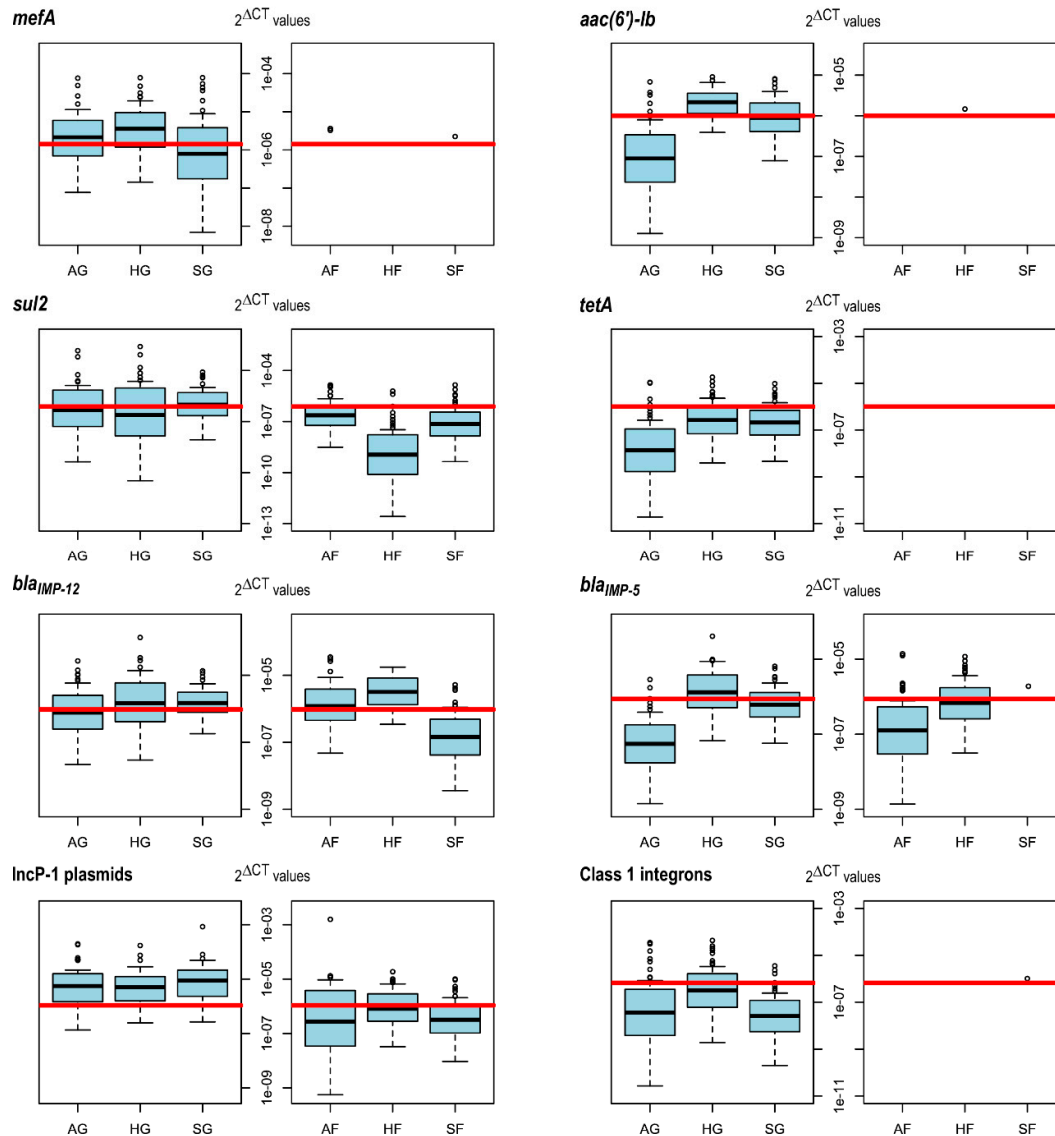 mefA 2ΔCT values
1e-04
1e-06
1e-08
AG HG SG AF HF SF
aac(6')-Ib 2ΔCT values
1e-05
1e-07
1e-09
AG HG SG AF HF SF
sul2 2ΔCT values
1e-04
1e-07
1e-10
1e-13
AG HG SG AF HF SF
tetA 2ΔCT values
1e-03
1e-07
1e-11
AG HG SG AF HF SF
blaIMP-12 2ΔCT values
1e-05
1e-07
1e-09
AG HG SG AF HF SF
blaIMP-5 2ΔCT values
1e-05
1e-07
1e-09
AG HG SG AF HF SF
IncP-1 plasmids 2ΔCT values
1e-03
1e-05
1e-07
1e-09
AG HG SG AF HF SF
Class 1 integrons 2ΔCT values
1e-03
1e-07
1e-11
AG HG SG AF HF SF